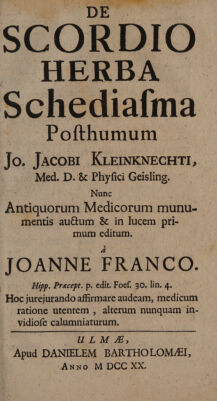 DE
SCORDIO
HERBA
Schediaſma
Poſthumum
Jo. Jacobi Kleinknechti,
Med. D. & Phyſici Geisling.
Nunc
Antiquorum Medicorum munu-
mentis auctum & in lucem pri-
mum editum.
à
JOANNE FRANCO.
Hipp. Præcept. p. edit. Foeſ. 30. lin. 4.
Hoc jurejurando affirmare audeam, medicum
ratione utentem, alterum nunquam in-
vidioſe calumniaturum.
ULMÆ,
Apud DANIELEM BARTHOLOMÆI,
Anno M DCC XX.